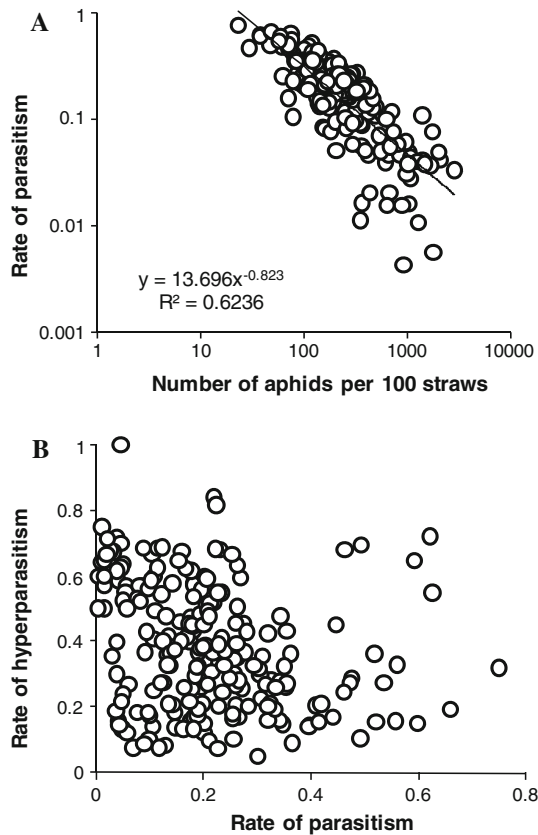 A
Rate of parasitism
1
0.1
0.01
0.001
y = 13.696x^-0.823
R² = 0.6236
1 10 100 1000 10000
Number of aphids per 100 straws
B
Rate of hyperparasitism
1
0.8
0.6
0.4
0.2
0
0 0.2 0.4 0.6 0.8
Rate of parasitism